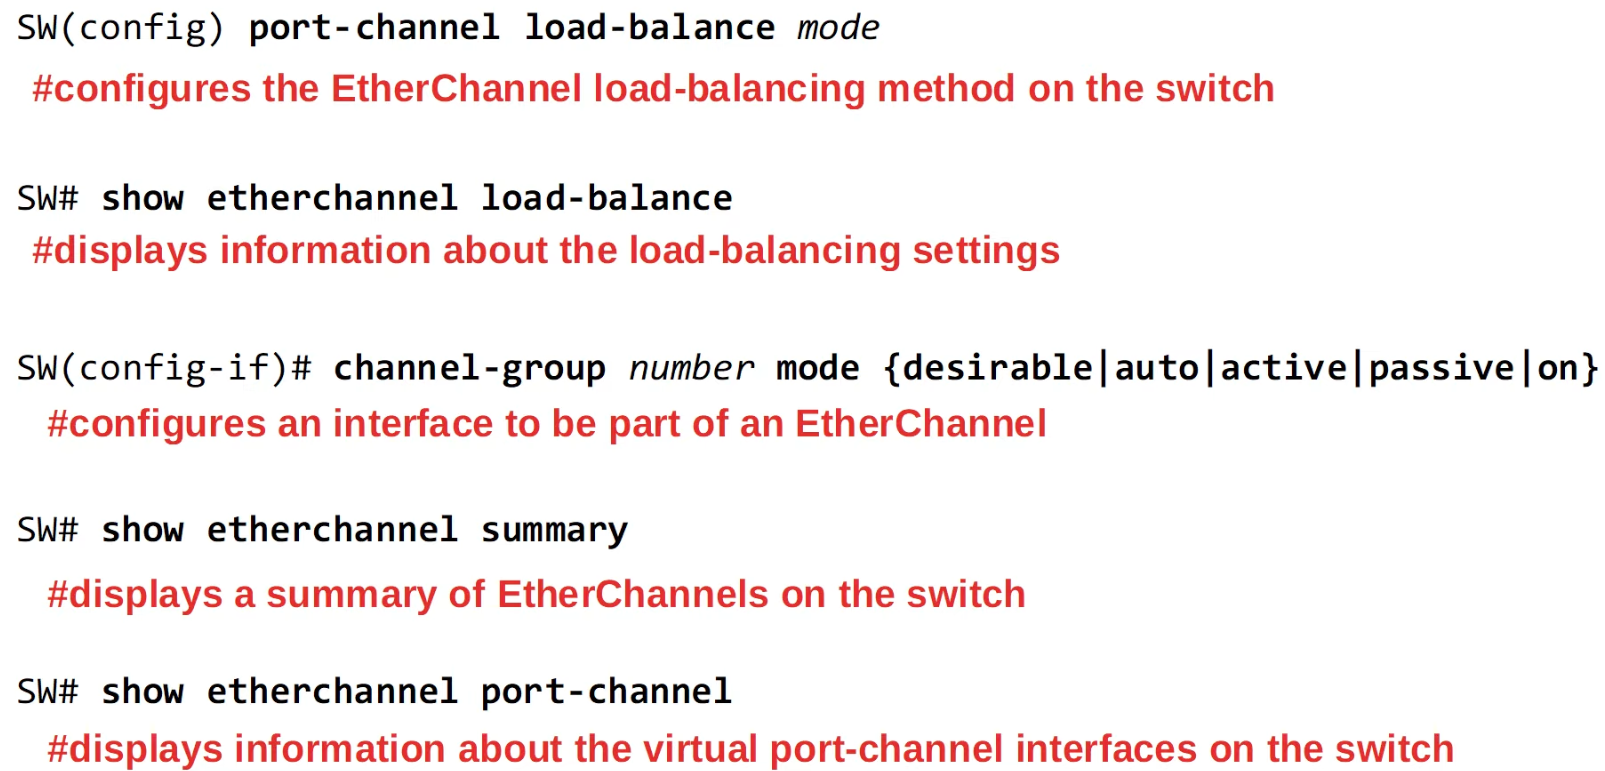 SW(config) port-channel load-balance mode
#configures the EtherChannel load-balancing method on the switch
SW# show etherchannel load-balance
#displays information about the load-balancing settings
SW(config-if)# channel-group number mode {desirable|auto|active|passive|on}
#configures an interface to be part of an EtherChannel
SW# show etherchannel summary
#displays a summary of EtherChannels on the switch
SW# show etherchannel port-channel
#displays information about the virtual port-channel interfaces on the switch